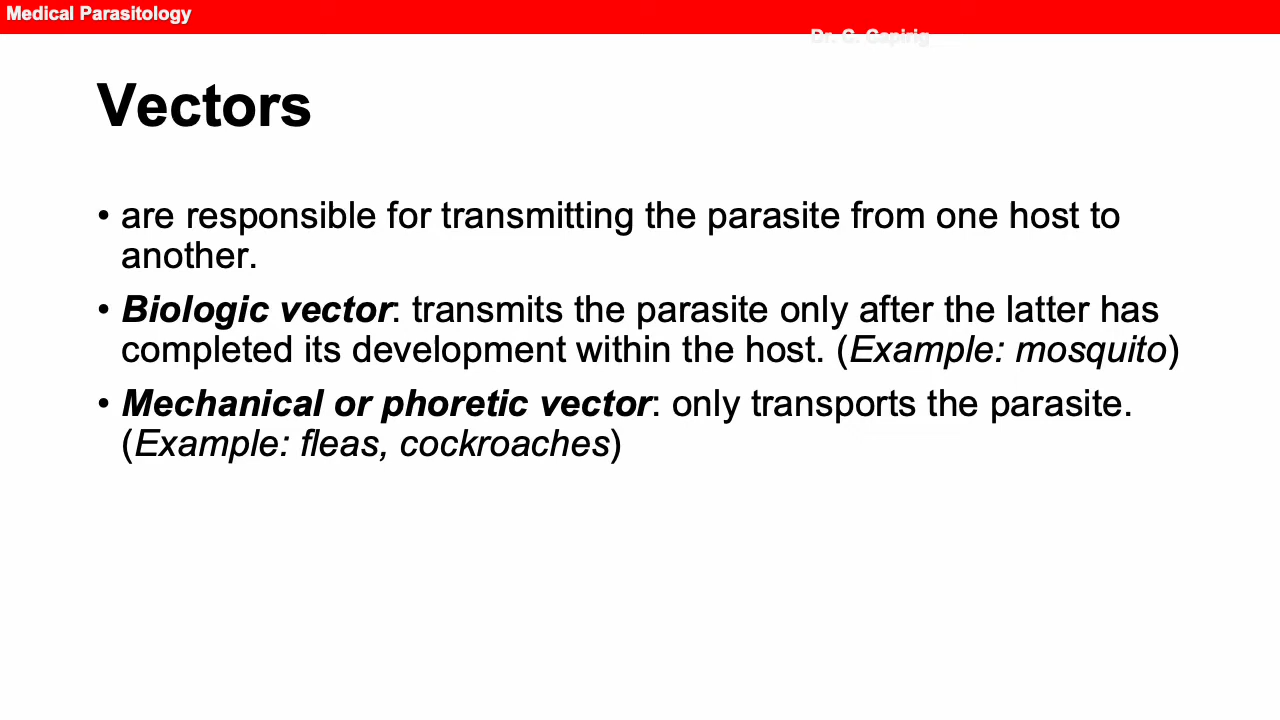 Medical Parasitology
Dr. C. Capirig
Vectors
• are responsible for transmitting the parasite from one host to
another.
• Biologic vector: transmits the parasite only after the latter has
completed its development within the host. (Example: mosquito)
• Mechanical or phoretic vector: only transports the parasite.
(Example: fleas, cockroaches)